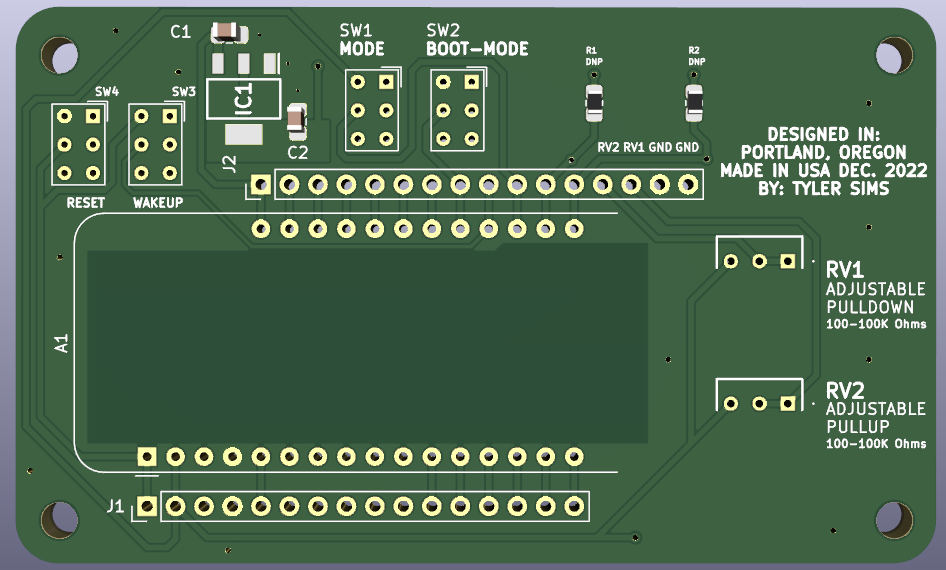 C1
SW1
MODE
SW2
BOOT-MODE
R1
DNP
R2
DNP
SW4
SW3
IC1
C2
J2
RV2 RV1 GND GND
DESIGNED IN:
PORTLAND, OREGON
MADE IN USA DEC. 2022
BY: TYLER SIMS
RESET
WAKEUP
RV1
ADJUSTABLE
PULLDOWN
100-100K Ohms
A1
RV2
ADJUSTABLE
PULLUP
100-100K Ohms
J1